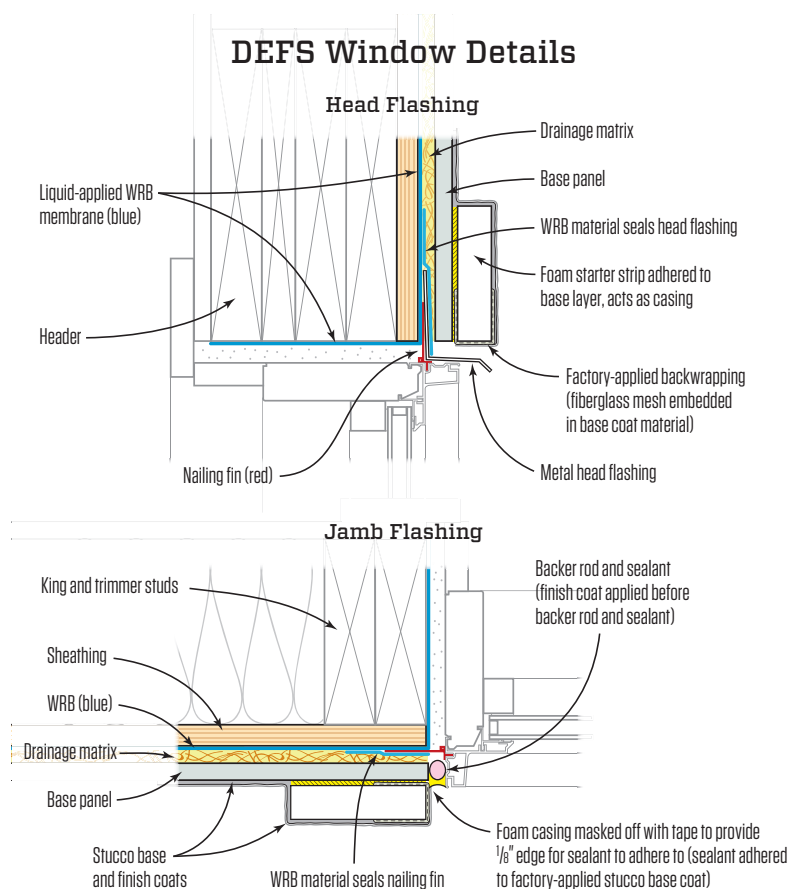 DEFS Window Details
Head Flashing
Drainage matrix
Base panel
Liquid-applied WRB
membrane (blue)
WRB material seals head flashing
Foam starter strip adhered to
base layer, acts as casing
Header
Factory-applied backwrapping
(fiberglass mesh embedded
in base coat material)
Nailing fin (red)
Metal head flashing
Jamb Flashing
King and trimmer studs
Backer rod and sealant
(finish coat applied before
backer rod and sealant)
Sheathing
WRB (blue)
Drainage matrix
Base panel
Stucco base
and finish coats
WRB material seals nailing fin
Foam casing masked off with tape to provide
1/8" edge for sealant to adhere to (sealant adhered
to factory-applied stucco base coat)